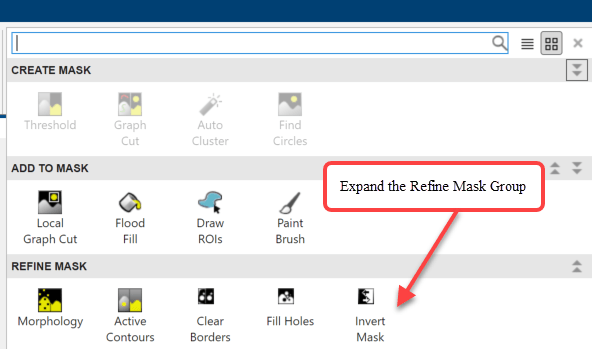 CREATE MASK
Threshold
Graph
Cut
Auto
Cluster
Find
Circles
ADD TO MASK
Expand the Refine Mask Group
Local
Graph Cut
Flood
Fill
Draw
ROIs
Paint
Brush
REFINE MASK
Morphology
Active
Contours
Clear
Borders
Fill Holes
Invert
Mask